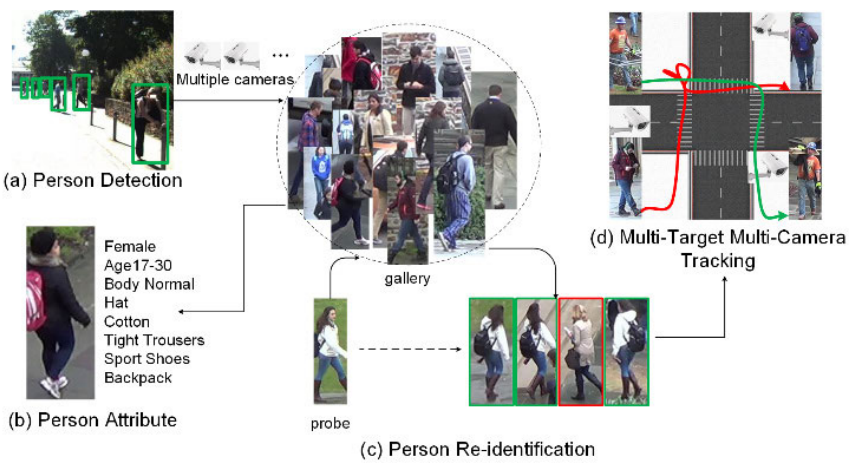 Multiple cameras
...
(a) Person Detection
Female
Age17-30
Body Normal
Hat
Cotton
Tight Trousers
Sport Shoes
Backpack
(b) Person Attribute
gallery
probe
(c) Person Re-identification
(d) Multi-Target Multi-Camera
Tracking